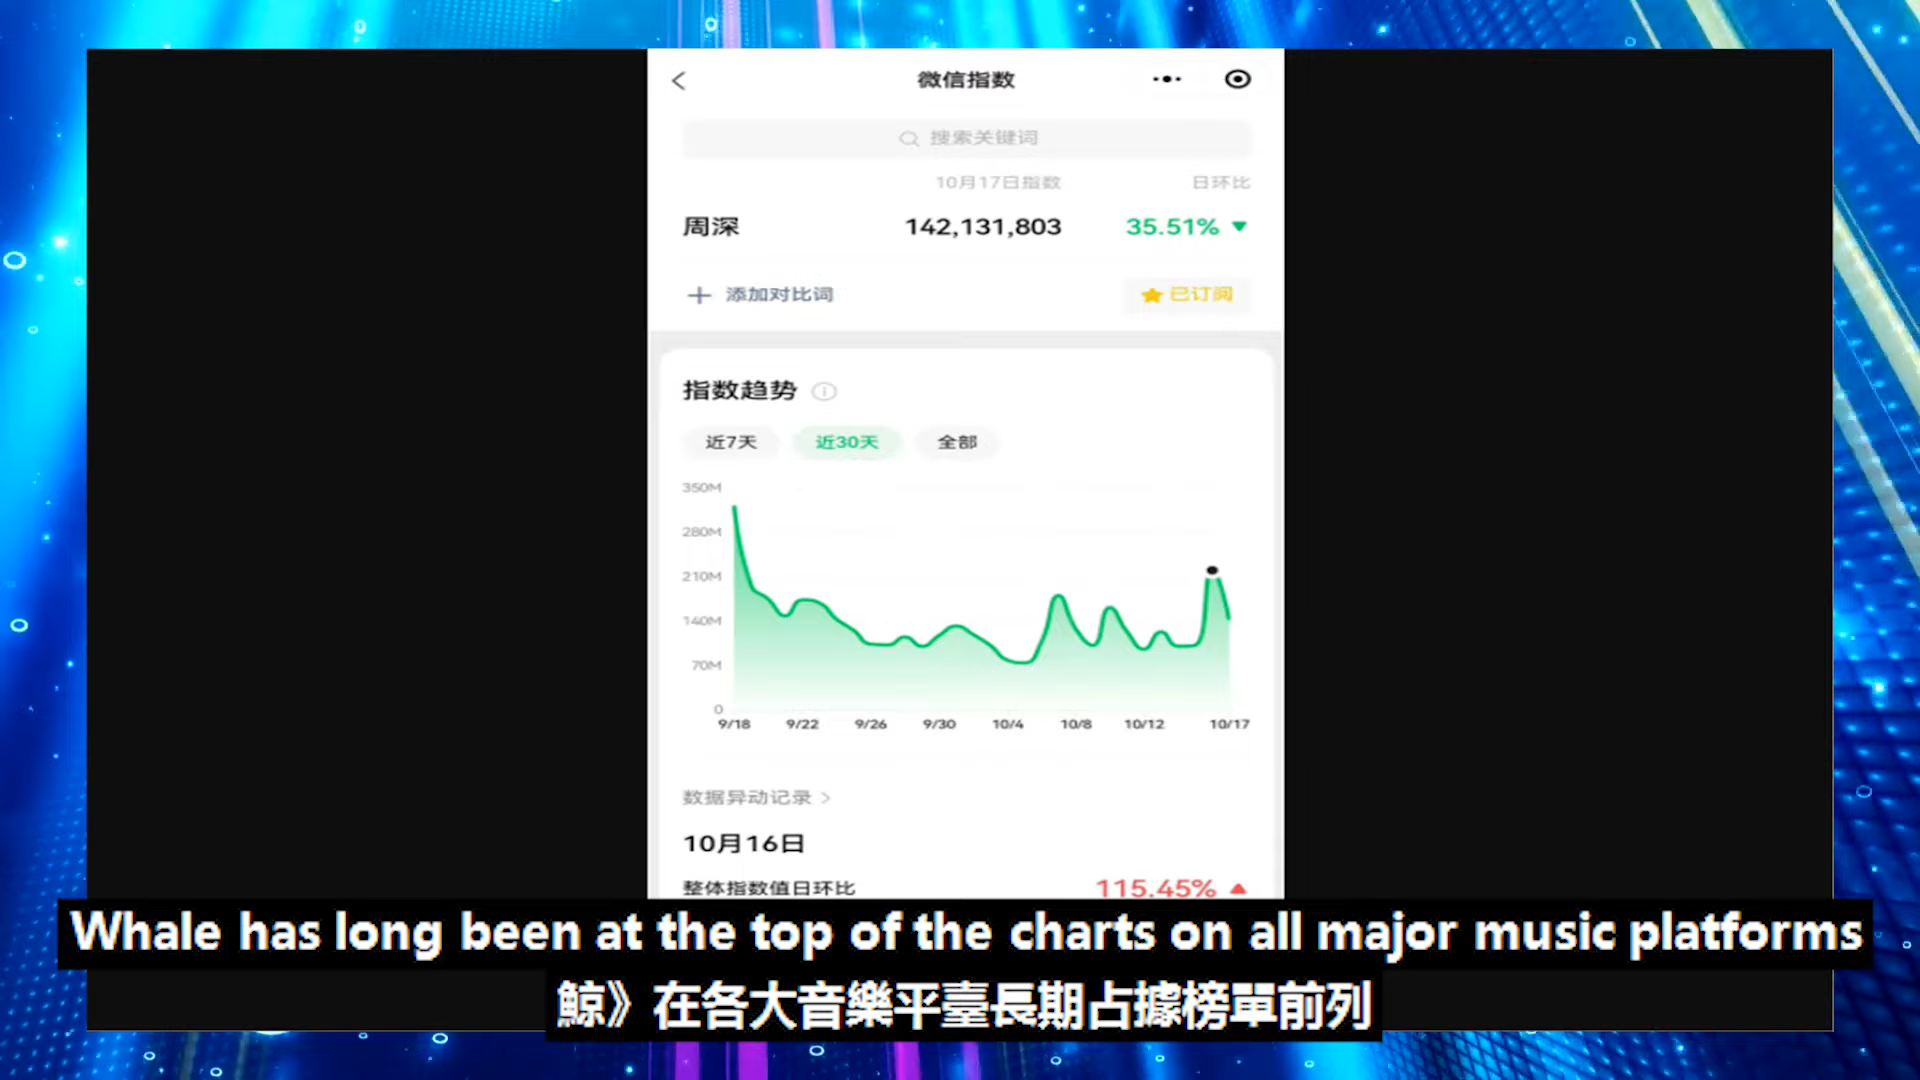 微信指数
搜索关键词
10月17日指数 日环比
周深 142,131,803 35.51%
添加对比词 已订阅
指数趋势
近7天 近30天 全部
350M
280M
210M
140M
70M
0
9/18 9/22 9/26 9/30 10/4 10/8 10/12 10/17
数据异动记录 >
10月16日
整体指数值日环比 115.45%
Whale has long been at the top of the charts on all major music platforms
鯨》在各大音樂平臺長期占據榜單前列